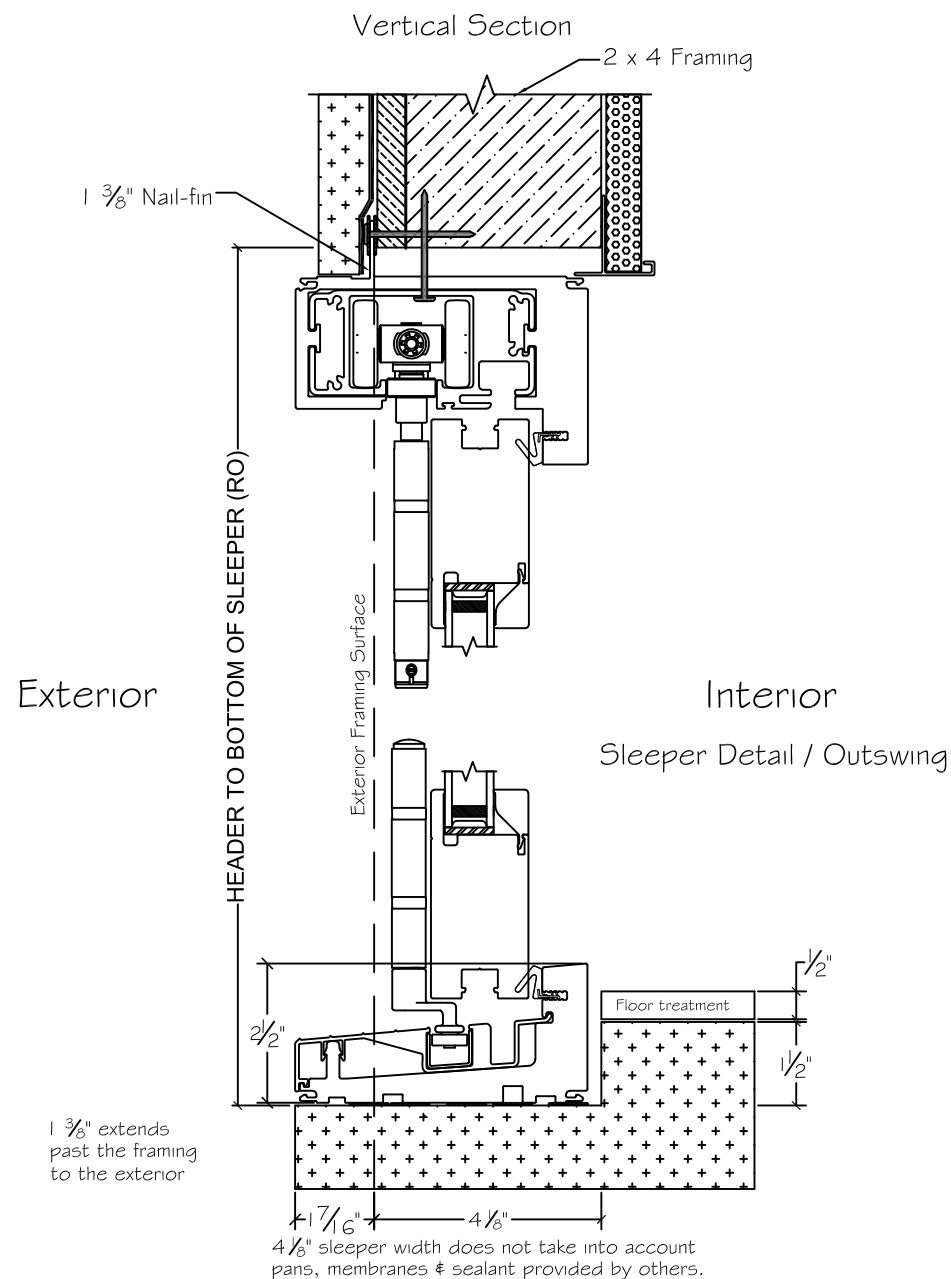 Vertical Section
2 x 4 Framing
1 3/8" Nail-fin
HEADER TO BOTTOM OF SLEEPER (RO)
Exterior Framing Surface
Exterior
Interior
Sleeper Detail / Outswing
1/2"
Floor treatment
2 1/2"
1 1/2"
1 3/8" extends
past the framing
to the exterior
1 7/16"
4 1/8"
4 1/8" sleeper width does not take into account
pans, membranes & sealant provided by others.